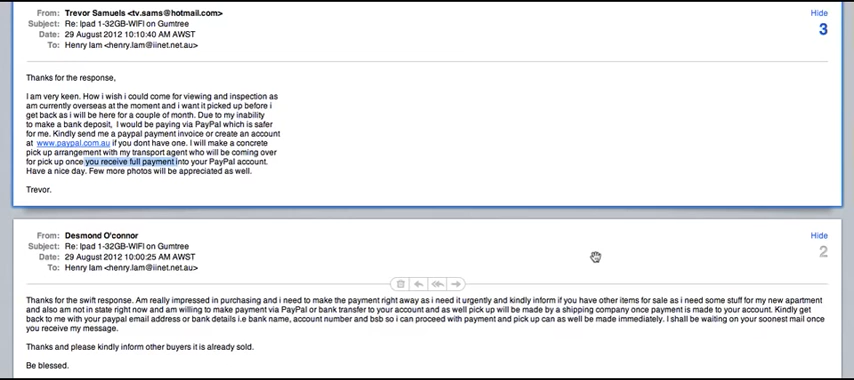 From: Trevor Samuels <tv.sams@hotmail.com>
Hide
Subject: Re: Ipad 1-32GB-WIFI on Gumtree
3
Date: 29 August 2012 10:10:40 AM AWST
To: Henry lam <henry.lam@iinet.net.au>
Thanks for the response,
I am very keen. How i wish i could come for viewing and inspection as
am currently overseas at the moment and i want it picked up before i
get back as i will be here for a couple of month. Due to my inability
to make a bank deposit, I would be paying via PayPal which is safer
for me. Kindly send me a paypal payment invoice or create an account
at www.paypal.com.au if you dont have one. I will make a concrete
pick up arrangement with my transport agent who will be coming over
for pick up once you receive full payment into your PayPal account.
Have a nice day. Few more photos will be appreciated as well.
Trevor.
From: Desmond O'connor
Hide
Subject: Re: Ipad 1-32GB-WIFI on Gumtree
2
Date: 29 August 2012 10:00:25 AM AWST
To: Henry lam <henry.lam@iinet.net.au>
Thanks for the swift response. Am really impressed in purchasing and i need to make the payment right away as i need it urgently and kindly inform if you have other items for sale as i need some stuff for my new apartment
and also am not in state right now and am willing to make payment via PayPal or bank transfer to your account and as well pick up will be made by a shipping company once payment is made to your account. Kindly get
back to me with your paypal email address or bank details i.e bank name, account number and bsb so i can proceed with payment and pick up can as well be made immediately. I shall be waiting on your soonest mail once
you receive my message.
Thanks and please kindly inform other buyers it is already sold.
Be blessed.